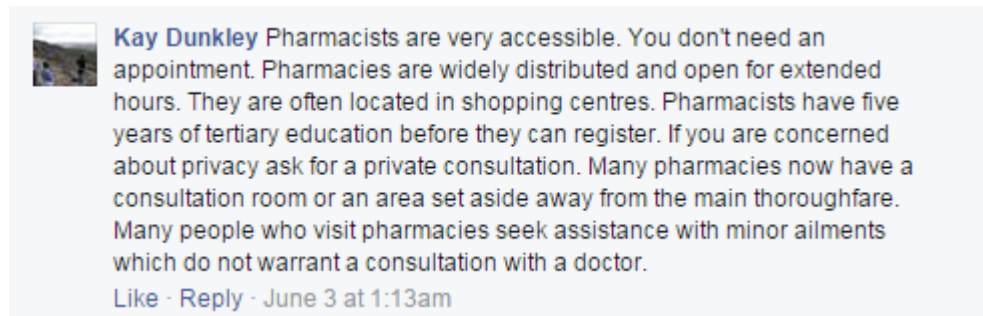 Kay Dunkley Pharmacists are very accessible. You don't need an
appointment. Pharmacies are widely distributed and open for extended
hours. They are often located in shopping centres. Pharmacists have five
years of tertiary education before they can register. If you are concerned
about privacy ask for a private consultation. Many pharmacies now have a
consultation room or an area set aside away from the main thoroughfare.
Many people who visit pharmacies seek assistance with minor ailments
which do not warrant a consultation with a doctor.
Like · Reply · June 3 at 1:13am